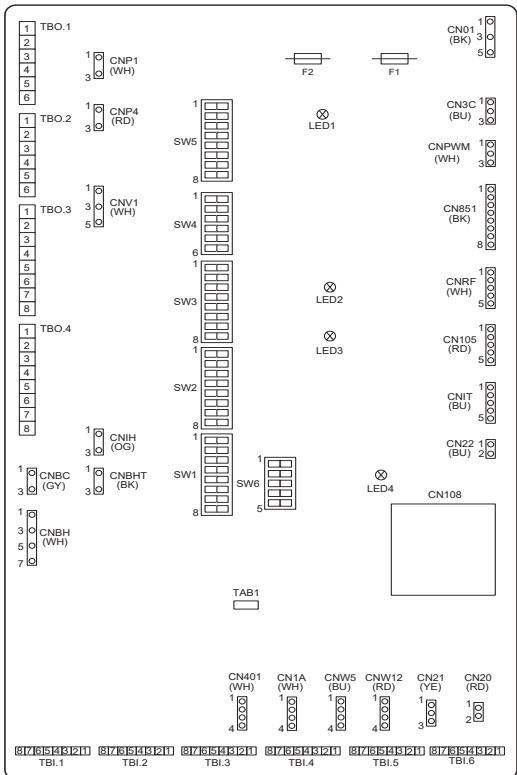 TBO.1
1
2
3
4
5
6
TBO.2
1
2
3
4
5
6
TBO.3
1
2
3
4
5
6
7
8
TBO.4
1
2
3
4
5
6
7
8
1
3
CNP1
(WH)
1
3
CNP4
(RD)
1
3
5
CNV1
(WH)
1
3
CNIH
(OG)
1
3
CNBC
(GY)
1
3
CNBHT
(BK)
1
3
5
7
CNBH
(WH)
1
SW5
8
1
SW4
6
1
SW3
8
1
SW2
8
1
SW1
8
1
SW6
5
F2
F1
LED1
LED2
LED3
LED4
CN01
(BK)
1
3
5
CN3C
(BU)
1
3
CNPWM
(WH)
1
3
CN851
(BK)
1
8
CNRF
(WH)
1
5
CN105
(RD)
1
5
CNIT
(BU)
1
5
CN22
(BU)
1
2
CN108
TAB1
CN401
(WH)
1
4
CN1A
(WH)
1
4
CNW5
(BU)
1
4
CNW12
(RD)
1
4
CN21
(YE)
1
3
CN20
(RD)
1
2
8 7 6 5 4 3 2 1
TBI.1
8 7 6 5 4 3 2 1
TBI.2
8 7 6 5 4 3 2 1
TBI.3
8 7 6 5 4 3 2 1
TBI.4
8 7 6 5 4 3 2 1
TBI.5
8 7 6 5 4 3 2 1
TBI.6